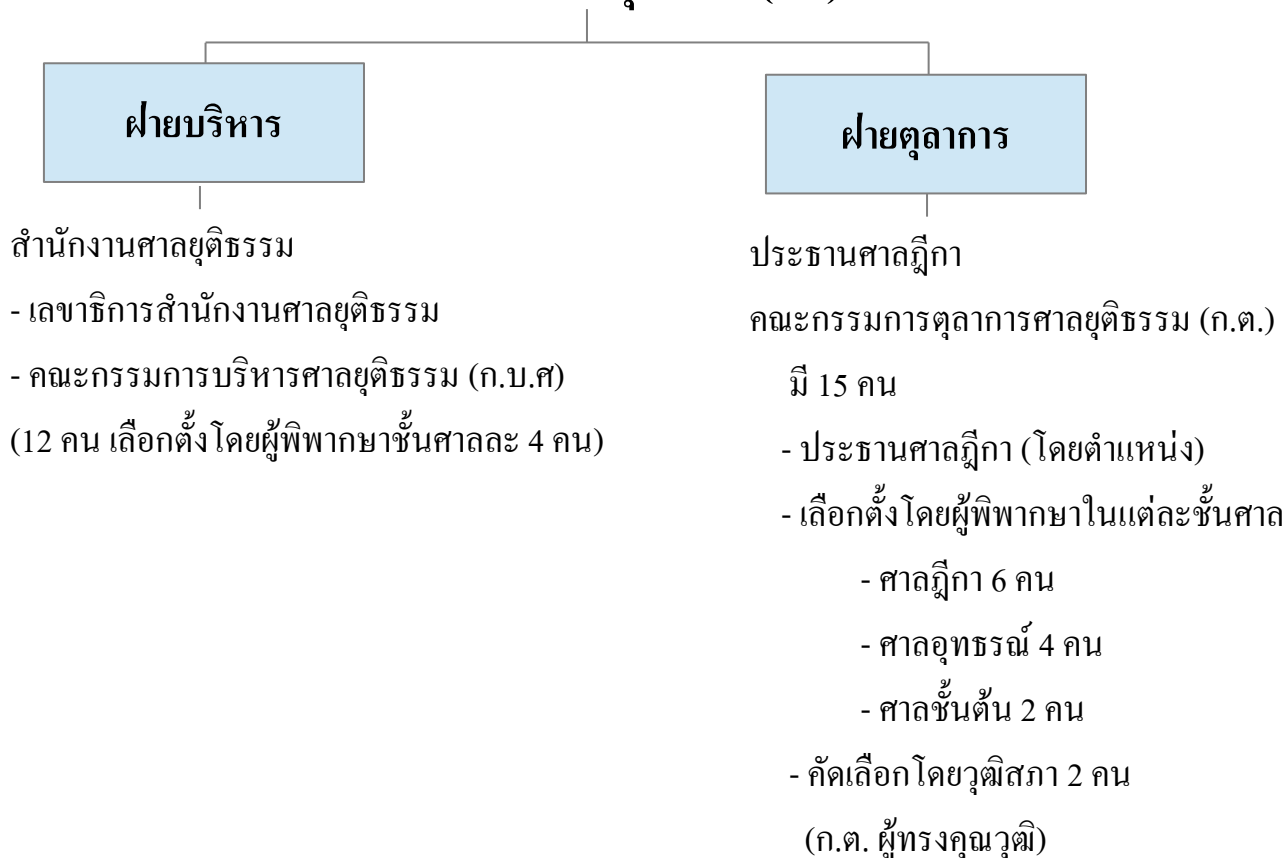 ฝ่ายบริหาร
สำนักงานศาลยุติธรรม
- เลขาธิการสำนักงานศาลยุติธรรม
- คณะกรรมการบริหารศาลยุติธรรม (ก.บ.ศ)
(12 คน เลือกตั้งโดยผู้พิพากษาชั้นศาลละ 4 คน)
ฝ่ายตุลาการ
ประธานศาลฎีกา
คณะกรรมการตุลาการศาลยุติธรรม (ก.ต.)
มี 15 คน
- ประธานศาลฎีกา (โดยตำแหน่ง)
- เลือกตั้งโดยผู้พิพากษาในแต่ละชั้นศาล
- ศาลฎีกา 6 คน
- ศาลอุทธรณ์ 4 คน
- ศาลชั้นต้น 2 คน
- คัดเลือกโดยวุฒิสภา 2 คน
(ก.ต. ผู้ทรงคุณวุฒิ)